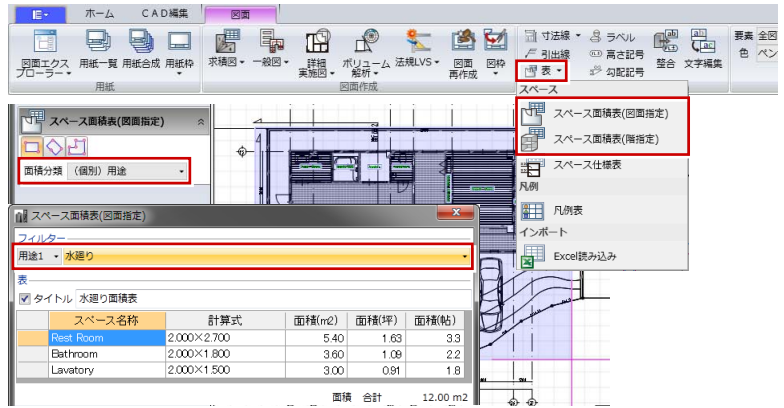 ホーム CAD編集 図面
図面エクスプローラー 用紙一覧 用紙合成 用紙枠
用紙
求積図 一般図 詳細実施図 ボリューム解析 法規LVS 図面再作成 図枠
図面作成
寸法線 ラベル
引出線 高さ記号
表 勾配記号
整合 文字編集
要素 全図
色 ペン
スペース
スペース面積表(図面指定)
スペース面積表(階指定)
スペース仕様表
凡例
凡例表
インポート
Excel読み込み
スペース面積表(図面指定)
面積分類 (個別) 用途
スペース面積表(図面指定)
フィルター
用途1 水廻り
表
タイトル 水廻り面積表
スペース名称 計算式 面積(m2) 面積(坪) 面積(帖)
Rest Room 2.000×2.700 5.40 1.63 3.3
Bathroom 2.000×1.800 3.60 1.09 2.2
Lavatory 2.000×1.500 3.00 0.91 1.8
面積 合計 12.00 m2